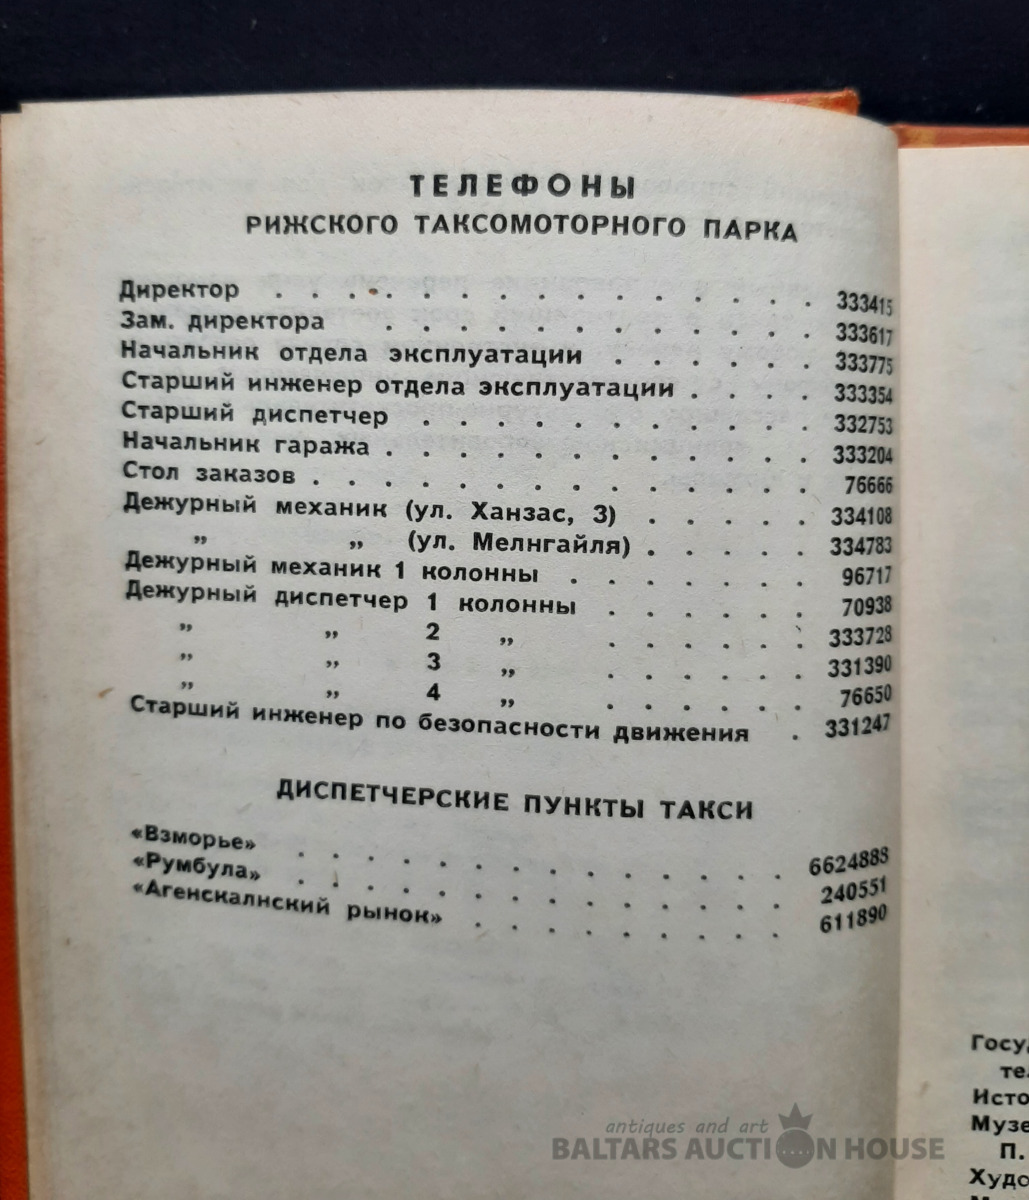 ТЕЛЕФОНЫ
РИЖСКОГО ТАКСОМОТОРНОГО ПАРКА
Директор . . . . . . . . . . . . . . . 333415
Зам. директора . . . . . . . . . . . . 333617
Начальник отдела эксплуатации . . . . . 333775
Старший инженер отдела эксплуатации . . . . 333354
Старший диспетчер . . . . . . . . . . . 332753
Начальник гаража . . . . . . . . . . . . 333204
Стол заказов . . . . . . . . . . . . . . 76666
Дежурный механик (ул. Ханзас, 3) . . . . . 334108
„ „ (ул. Мелнгайля) . . . . . 334783
Дежурный механик 1 колонны . . . . . . . 96717
Дежурный диспетчер 1 колонны . . . . . . 70938
„ „ 2 „ . . . . . . 333728
„ „ 3 „ . . . . . . 331390
„ „ 4 „ . . . . . . 76650
Старший инженер по безопасности движения . 331247
ДИСПЕТЧЕРСКИЕ ПУНКТЫ ТАКСИ
«Взморье» . . . . . . . . . . . . . . 6624888
«Румбула» . . . . . . . . . . . . . . 240551
«Агенскалнский рынок» . . . . . . . . . 611890
Музе
П.
antiques and art
BALTARS AUCTION HOUSE